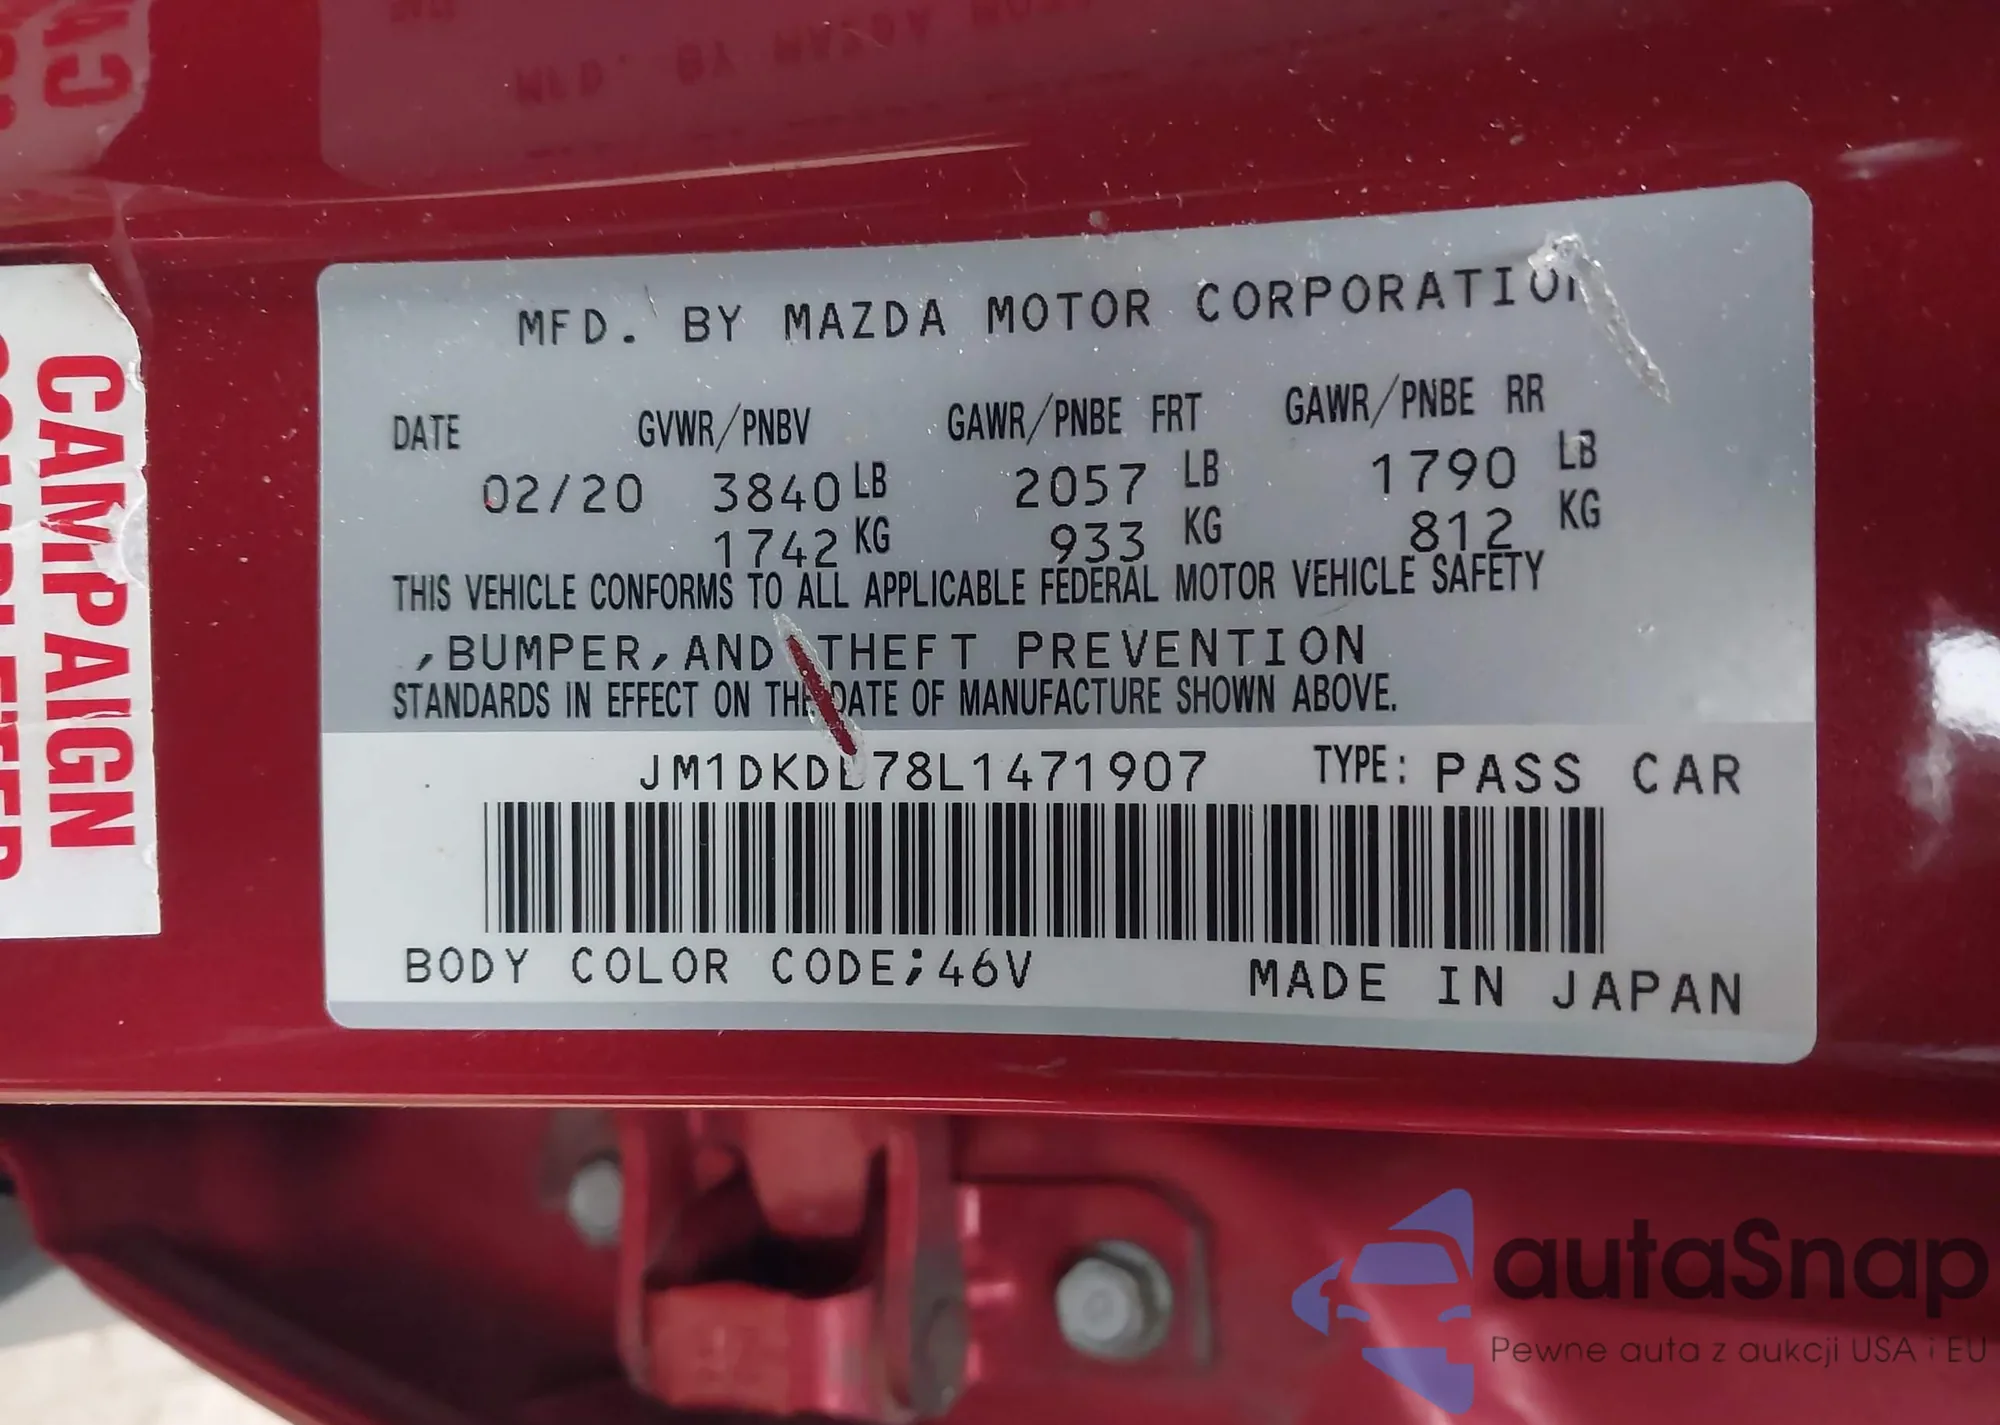 MFD. BY MAZDA MOTOR CORPORATION
DATE GVWR/PNBV GAWR/PNBE FRT GAWR/PNBE RR
02/20 3840 LB 2057 LB 1790 LB
1742 KG 933 KG 812 KG
THIS VEHICLE CONFORMS TO ALL APPLICABLE FEDERAL MOTOR VEHICLE SAFETY
,BUMPER,AND THEFT PREVENTION
STANDARDS IN EFFECT ON THE DATE OF MANUFACTURE SHOWN ABOVE.
JM1DKDB78L1471907 TYPE: PASS CAR
BODY COLOR CODE;46V MADE IN JAPAN
CAMPAIGN
autaSnap
Pewne auta z aukcji USA i EU